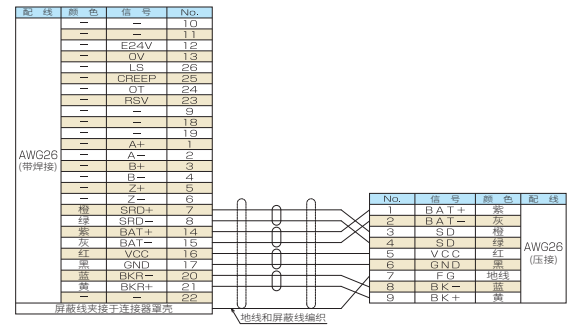 配 线 颜 色 信 号 No.
— — 10
— — 11
— E24V 12
— 0V 13
— LS 26
— CREEP 25
— OT 24
— RSV 23
— — 9
— — 18
— — 19
— A+ 1
AWG26 — A− 2
(带焊接) — B+ 3
— B− 4
— Z+ 5
— Z− 6
橙 SRD+ 7
绿 SRD− 8
紫 BAT+ 14
灰 BAT− 15
红 VCC 16
黑 GND 17
蓝 BKR− 20
黄 BKR+ 21
— — 22
屏蔽线夹接于连接器罩壳
地线和屏蔽线编织
No. 信 号 颜 色 配 线
1 BAT+ 紫
2 BAT− 灰
3 SD 橙
4 SD 绿
5 VCC 红
6 GND 黑
7 FG 地线
8 BK− 蓝
9 BK+ 黄
AWG26
(压接)